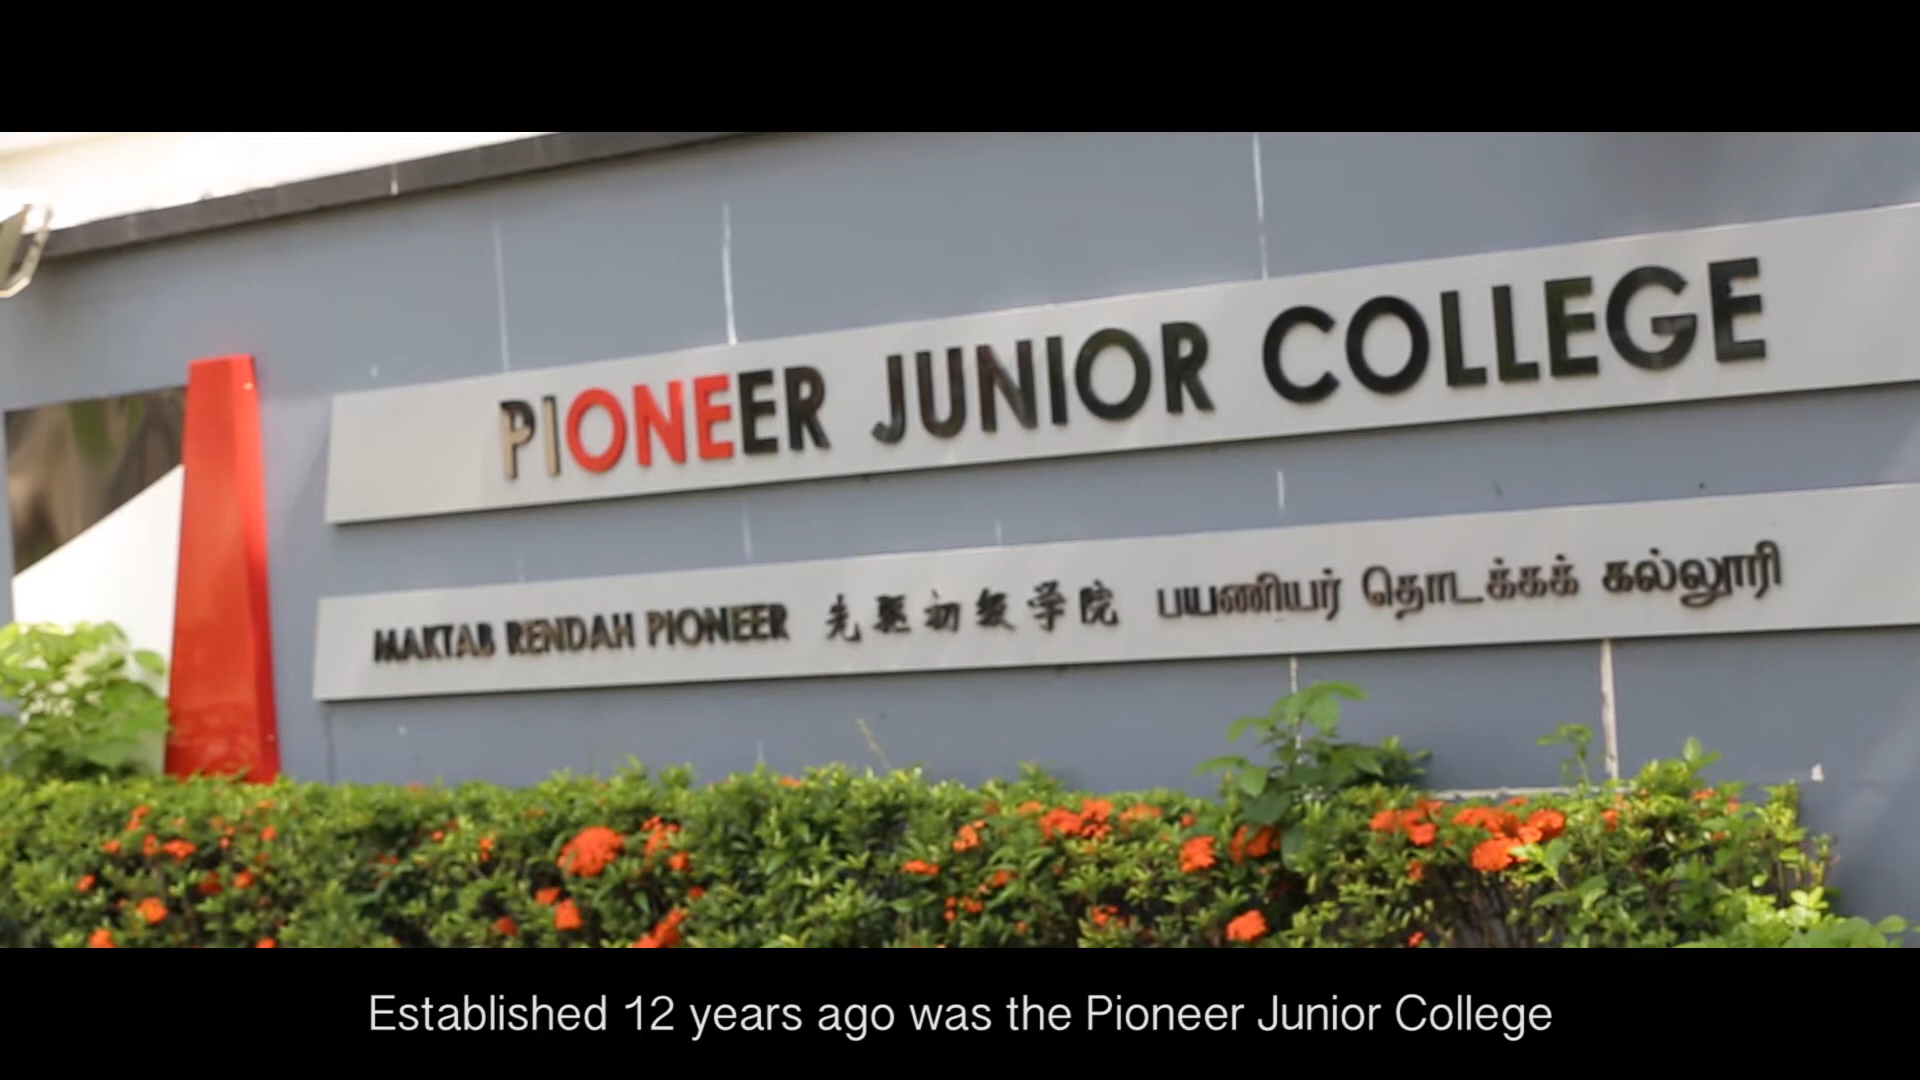 PIONEER JUNIOR COLLEGE
MAKTAB RENDAH PIONEER 先驱初级学院 பயனியர் தொடக்கக் கல்லூரி
Established 12 years ago was the Pioneer Junior College